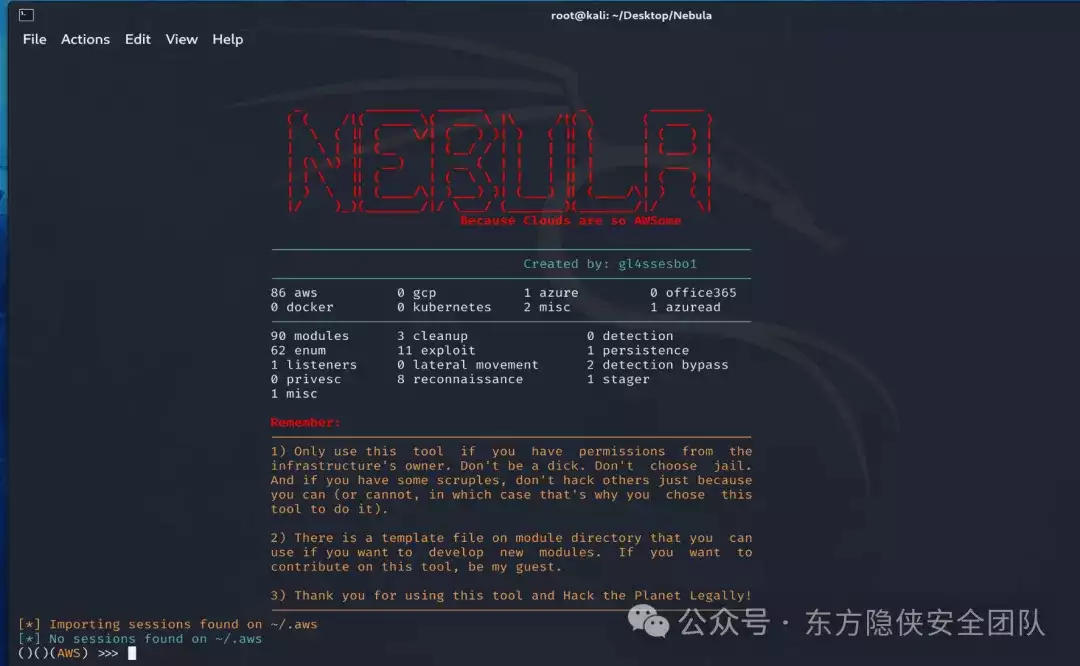 root@kali: ~/Desktop/Nebula
File Actions Edit View Help
NEBULA
Because Clouds are so AWSome
Created by: gl4ssesbo1
86 aws 0 gcp 1 azure 0 office365
0 docker 0 kubernetes 2 misc 1 azuread
90 modules 3 cleanup 0 detection
62 enum 11 exploit 1 persistence
1 listeners 0 lateral movement 2 detection bypass
0 privesc 8 reconnaissance 1 stager
1 misc
Remember:
1) Only use this tool if you have permissions from the
infrastructure's owner. Don't be a dick. Don't choose jail.
And if you have some scruples, don't hack others just because
you can (or cannot, in which case that's why you chose this
tool to do it).
2) There is a template file on module directory that you can
use if you want to develop new modules. If you want to
contribute on this tool, be my guest.
3) Thank you for using this tool and Hack the Planet Legally!
[*] Importing sessions found on ~/.aws
[*] No sessions found on ~/.aws
()()(AWS) >>>
公众号 · 东方隐侠安全团队